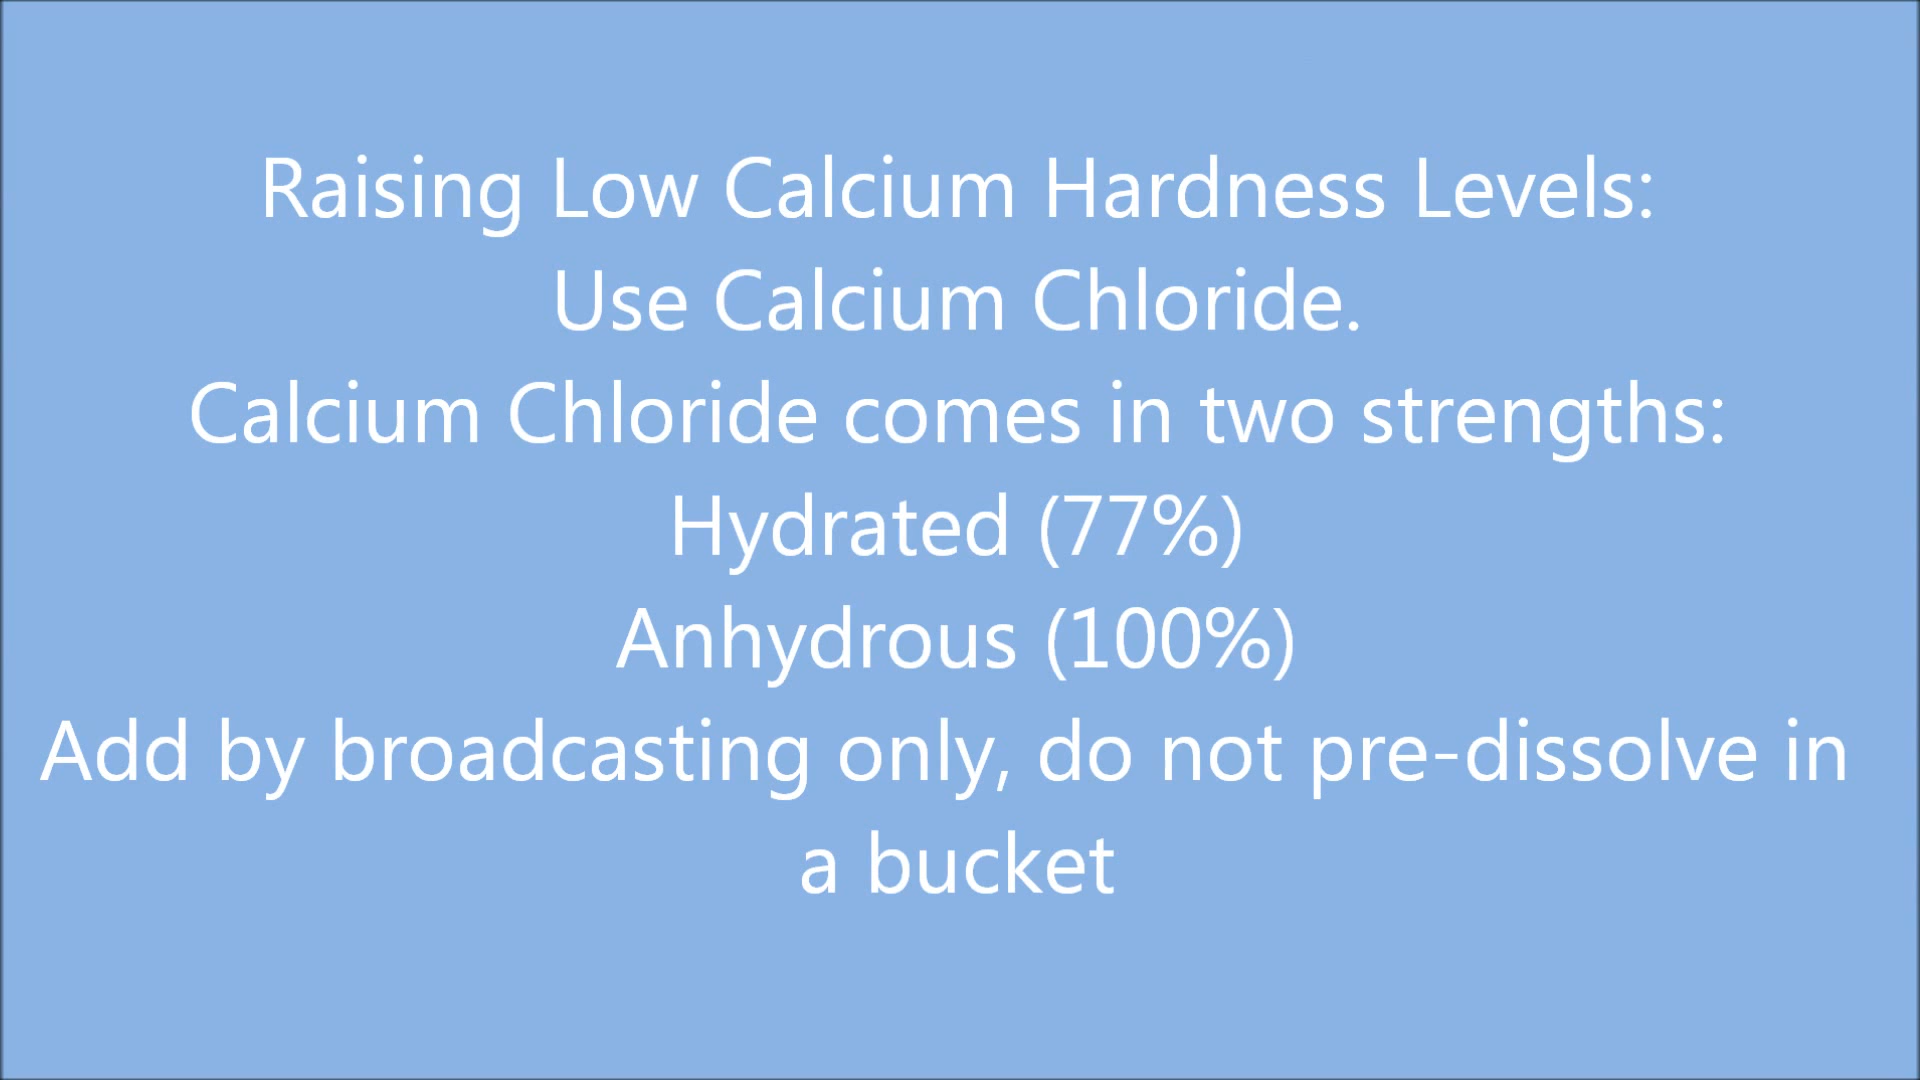 Raising Low Calcium Hardness Levels:
Use Calcium Chloride.
Calcium Chloride comes in two strengths:
Hydrated (77%)
Anhydrous (100%)
Add by broadcasting only, do not pre-dissolve in
a bucket